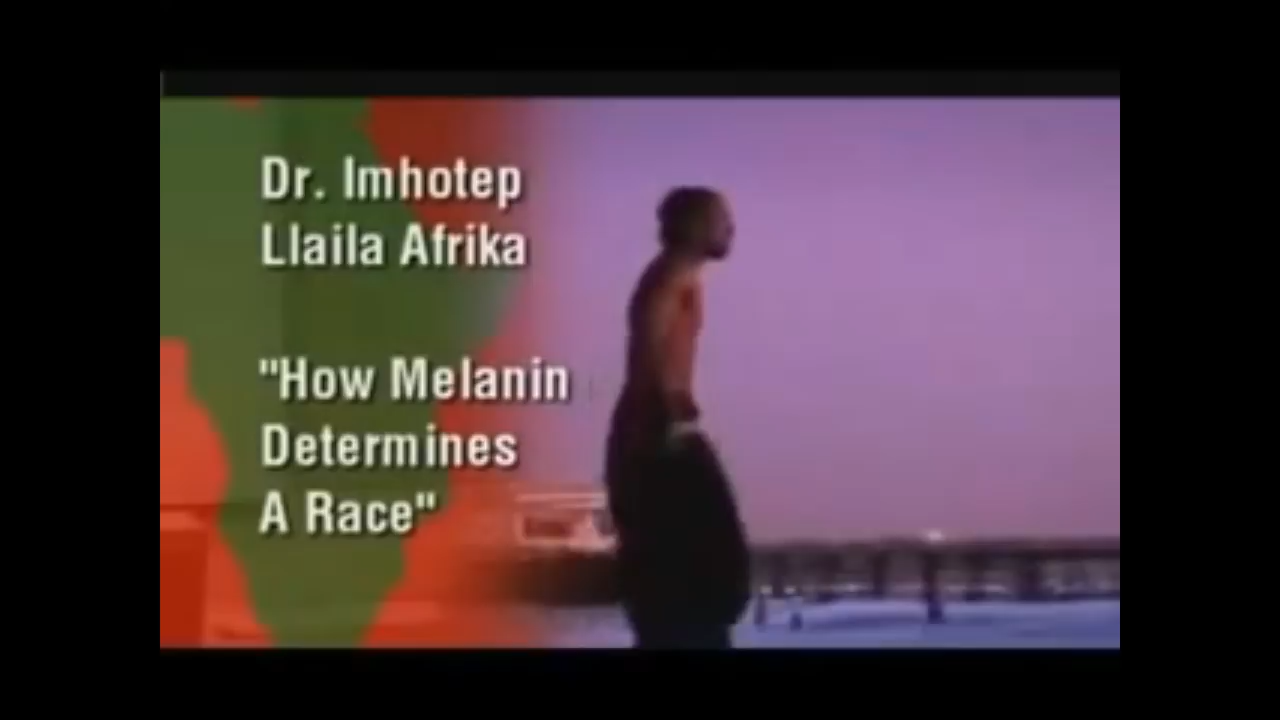 Dr. Imhotep
Llaila Afrika
"How Melanin
Determines
A Race"